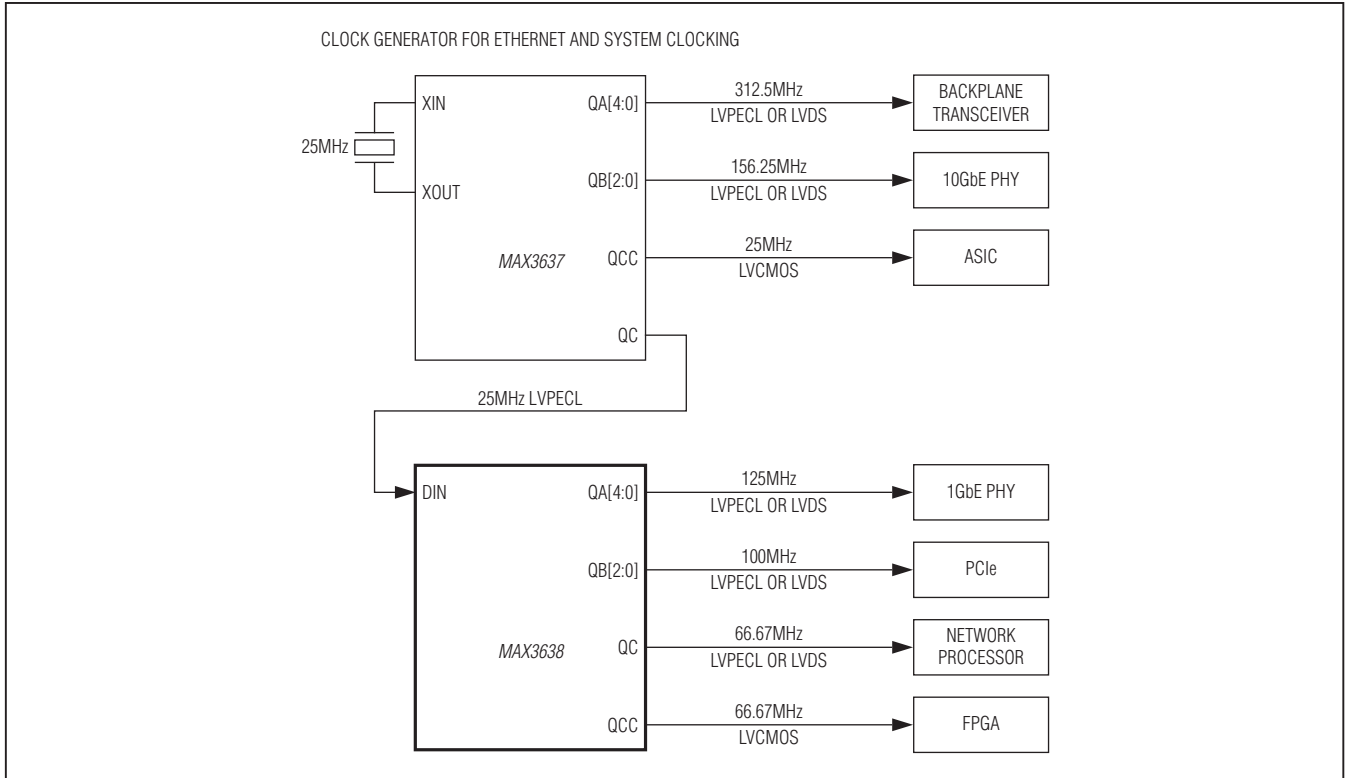 CLOCK GENERATOR FOR ETHERNET AND SYSTEM CLOCKING
25MHz
XIN
XOUT
MAX3637
QA[4:0]
312.5MHz
LVPECL OR LVDS
BACKPLANE
TRANSCEIVER
QB[2:0]
156.25MHz
LVPECL OR LVDS
10GbE PHY
QCC
25MHz
LVCMOS
ASIC
QC
25MHz LVPECL
DIN
MAX3638
QA[4:0]
125MHz
LVPECL OR LVDS
1GbE PHY
QB[2:0]
100MHz
LVPECL OR LVDS
PCIe
QC
66.67MHz
LVPECL OR LVDS
NETWORK
PROCESSOR
QCC
66.67MHz
LVCMOS
FPGA